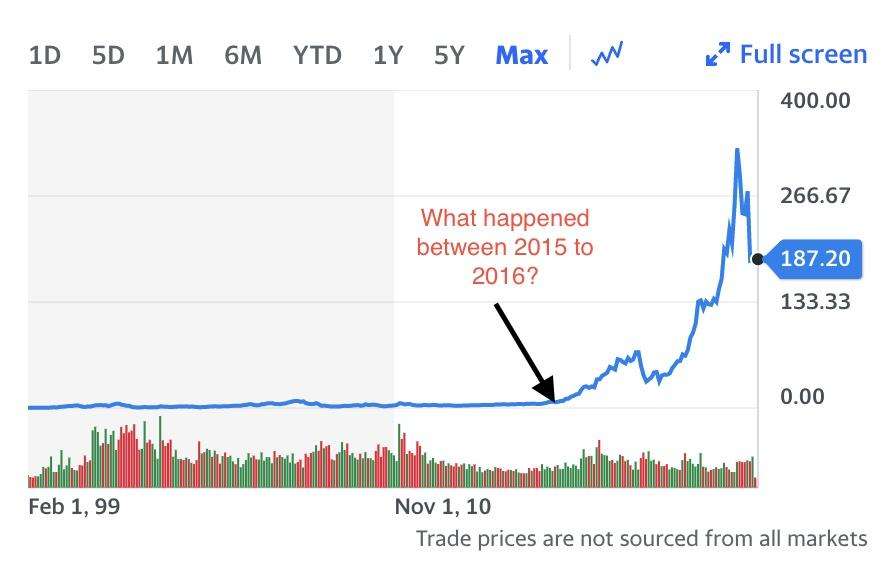 1D 5D 1M 6M YTD 1Y 5Y Max Full screen
400.00
266.67
What happened
between 2015 to
2016?
187.20
133.33
0.00
Feb 1, 99 Nov 1, 10
Trade prices are not sourced from all markets